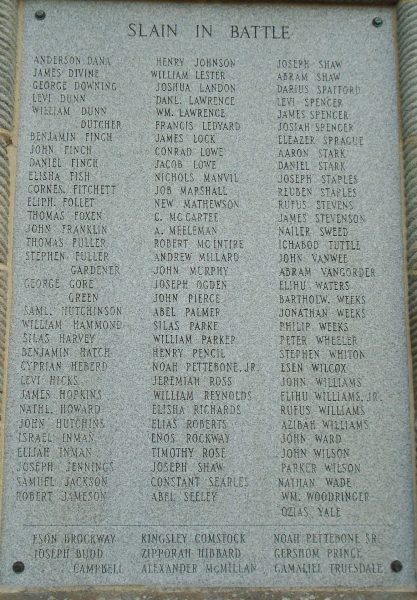 SLAIN IN BATTLE
ANDERSON DANA
JAMES DIVINE
GEORGE DOWNING
LEVI DUNN
WILLIAM DUNN
DUTCHER
BENJAMIN FINCH
JOHN FINCH
DANIEL FINCH
ELISHA FISH
CORNES. FITCHETT
ELIPH. FOLLET
THOMAS FOXEN
JOHN FRANKLIN
THOMAS FULLER
STEPHEN FULLER
GARDENER
GEORGE GORE
GREEN
SAML. HUTCHINSON
WILLIAM HAMMOND
SILAS HARVEY
BENJAMIN HATCH
CYPRIAN HEBERD
LEVI HICKS
JAMES HOPKINS
NATHL. HOWARD
JOHN HUTCHINS
ISRAEL INMAN
ELIJAH INMAN
JOSEPH JENNINGS
SAMUEL JACKSON
ROBERT JAMESON
HENRY JOHNSON
WILLIAM LESTER
JOSHUA LANDON
DANL. LAWRENCE
WM. LAWRENCE
FRANCIS LEDYARD
JAMES LOCK
CONRAD LOWE
JACOB LOWE
NICHOLS MANVIL
JOB MARSHALL
NEW MATHEWSON
C. MCCARTEE
A. MEELEMAN
ROBERT MCINTIRE
ANDREW MILLARD
JOHN MURPHY
JOSEPH OGDEN
JOHN PIERCE
ABEL PALMER
SILAS PARKE
WILLIAM PARKER
HENRY PENCIL
NOAH PETTEBONE, JR.
JEREMIAH ROSS
WILLIAM REYNOLDS
ELISHA RICHARDS
ELIAS ROBERTS
ENOS ROCKWAY
TIMOTHY ROSE
JOSEPH SHAW
CONSTANT SEARLES
ABEL SEELEY
JOSEPH SHAW
ABRAM SHAW
DARIUS SPAFFORD
LEVI SPENCER
JAMES SPENCER
JOSIAH SPENCER
ELEAZER SPRAGUE
AARON STARK
DANIEL STARK
JOSEPH STAPLES
REUBEN STAPLES
RUFUS STEVENS
JAMES STEVENSON
NAILER SWEED
ICHABOD TUTTLE
JOHN VANWEE
ABRAM VANGORDER
ELIHU WATERS
BARTHOLW. WEEKS
JONATHAN WEEKS
PHILIP WEEKS
PETER WHEELER
STEPHEN WHITON
ESEN WILCOX
JOHN WILLIAMS
ELIHU WILLIAMS, JR.
RUFUS WILLIAMS
AZIBAH WILLIAMS
JOHN WARD
JOHN WILSON
PARKER WILSON
NATHAN WADE
WM. WOODRINGER
OZIAS YALE
ESON BROCKWAY
JOSEPH BUDD
CAMPBELL
KINGSLEY COMSTOCK
ZIPPORAH HIBBARD
ALEXANDER MCMILLAN
NOAH PETTEBONE SR.
GERSHOM PRINCE
GAMALIEL TRUESDALE